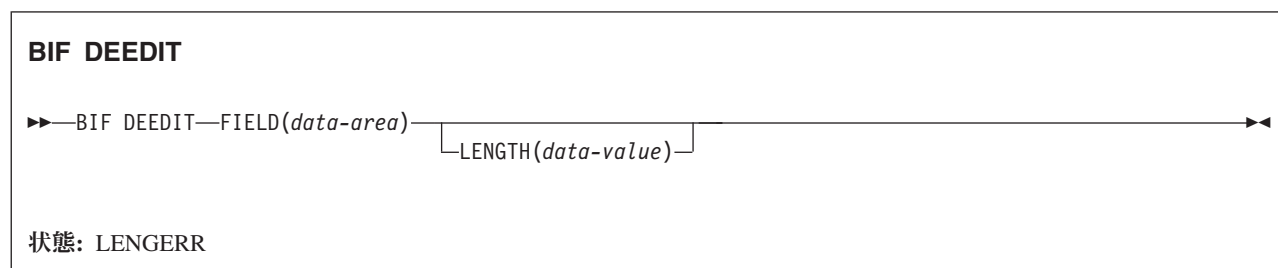 BIF DEEDIT
BIF DEEDIT FIELD(data-area)
LENGTH(data-value)
状態: LENGERR